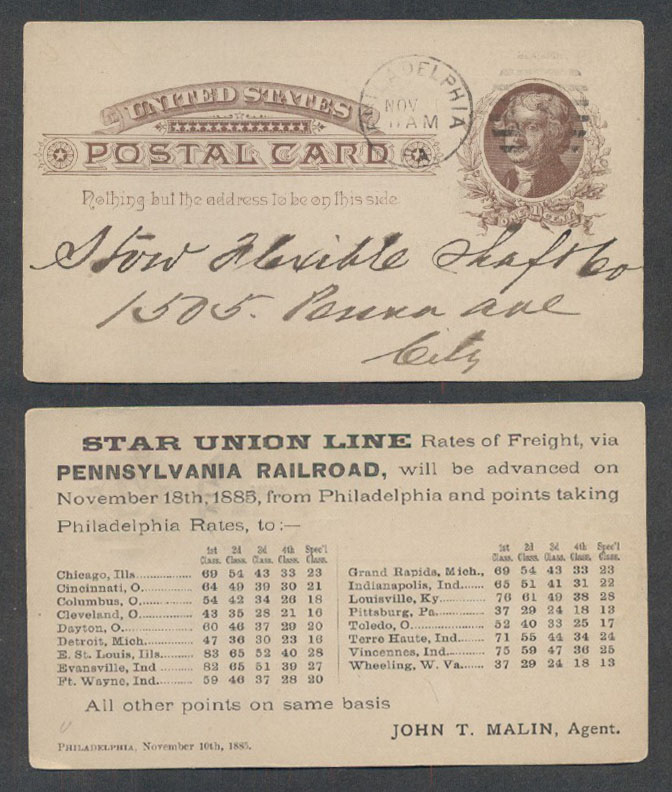 UNITED STATES
POSTAL CARD
Nothing but the address to be on this side.
PHILADELPHIA
NOV
11AM
PA
ONE 1 CENT
Stow Flexible Shaft Co
1505. Penna ave
City
STAR UNION LINE Rates of Freight, via
PENNSYLVANIA RAILROAD, will be advanced on
November 18th, 1885, from Philadelphia and points taking
Philadelphia Rates, to:—
1st Class. 2d Class. 3d Class. 4th Class. Spec'l Class.
Chicago, Ills............... 69 54 43 33 23
Cincinnati, O............. 64 49 39 30 21
Columbus, O............. 54 42 34 26 18
Cleveland, O............. 43 35 28 21 16
Dayton, O................. 60 46 37 29 20
Detroit, Mich............ 47 36 30 23 16
E. St. Louis, Ills........ 83 65 52 40 28
Evansville, Ind ......... 82 65 51 39 27
Ft. Wayne, Ind.......... 59 46 37 28 20
1st Class. 2d Class. 3d Class. 4th Class. Spec'l Class.
Grand Rapids, Mich., 69 54 43 33 23
Indianapolis, Ind...... 65 51 41 31 22
Louisville, Ky........... 76 61 49 38 28
Pittsburg, Pa............ 37 29 24 18 13
Toledo, O................. 52 40 33 25 17
Terre Haute, Ind...... 71 55 44 34 24
Vincennes, Ind......... 75 59 47 36 25
Wheeling, W. Va...... 37 29 24 18 13
All other points on same basis
JOHN T. MALIN, Agent.
PHILADELPHIA, November 10th, 1885.